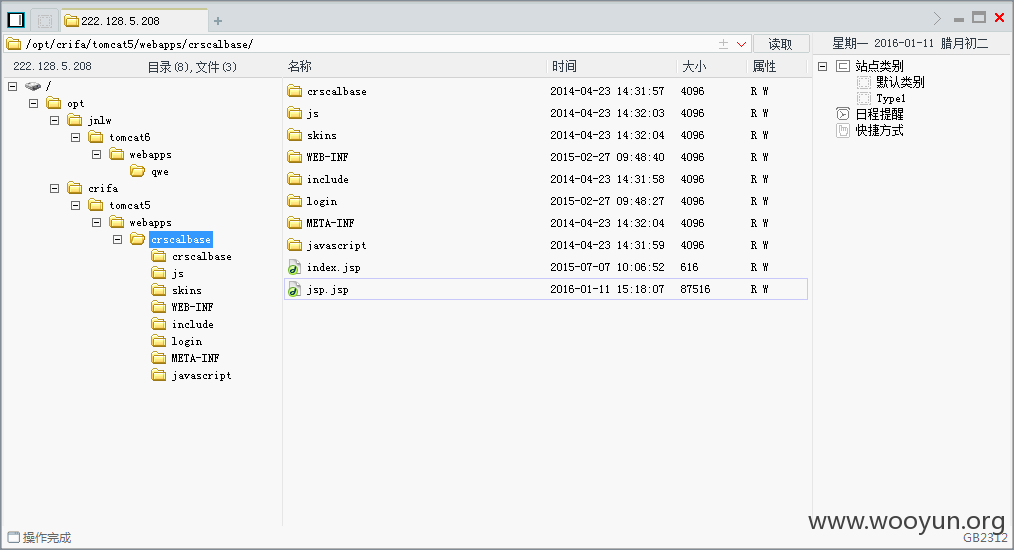 222.128.5.208
+
/opt/crifa/tomcat5/webapps/crscalbase/
读取
星期一 2016-01-11 腊月初二
222.128.5.208 目录(8),文件(3)
名称 时间 大小 属性
/
opt
jnlw
tomcat6
webapps
qwe
crifa
tomcat5
webapps
crscalbase
crscalbase
js
skins
WEB-INF
include
login
META-INF
javascript
crscalbase 2014-04-23 14:31:57 4096 R W
js 2014-04-23 14:32:03 4096 R W
skins 2014-04-23 14:32:04 4096 R W
WEB-INF 2015-02-27 09:48:40 4096 R W
include 2014-04-23 14:31:58 4096 R W
login 2015-02-27 09:48:27 4096 R W
META-INF 2014-04-23 14:32:04 4096 R W
javascript 2014-04-23 14:31:59 4096 R W
index.jsp 2015-07-07 10:06:52 616 R W
jsp.jsp 2016-01-11 15:18:07 87516 R W
站点类别
默认类别
Type1
日程提醒
快捷方式
www.wooyun.org
操作完成
GB2312